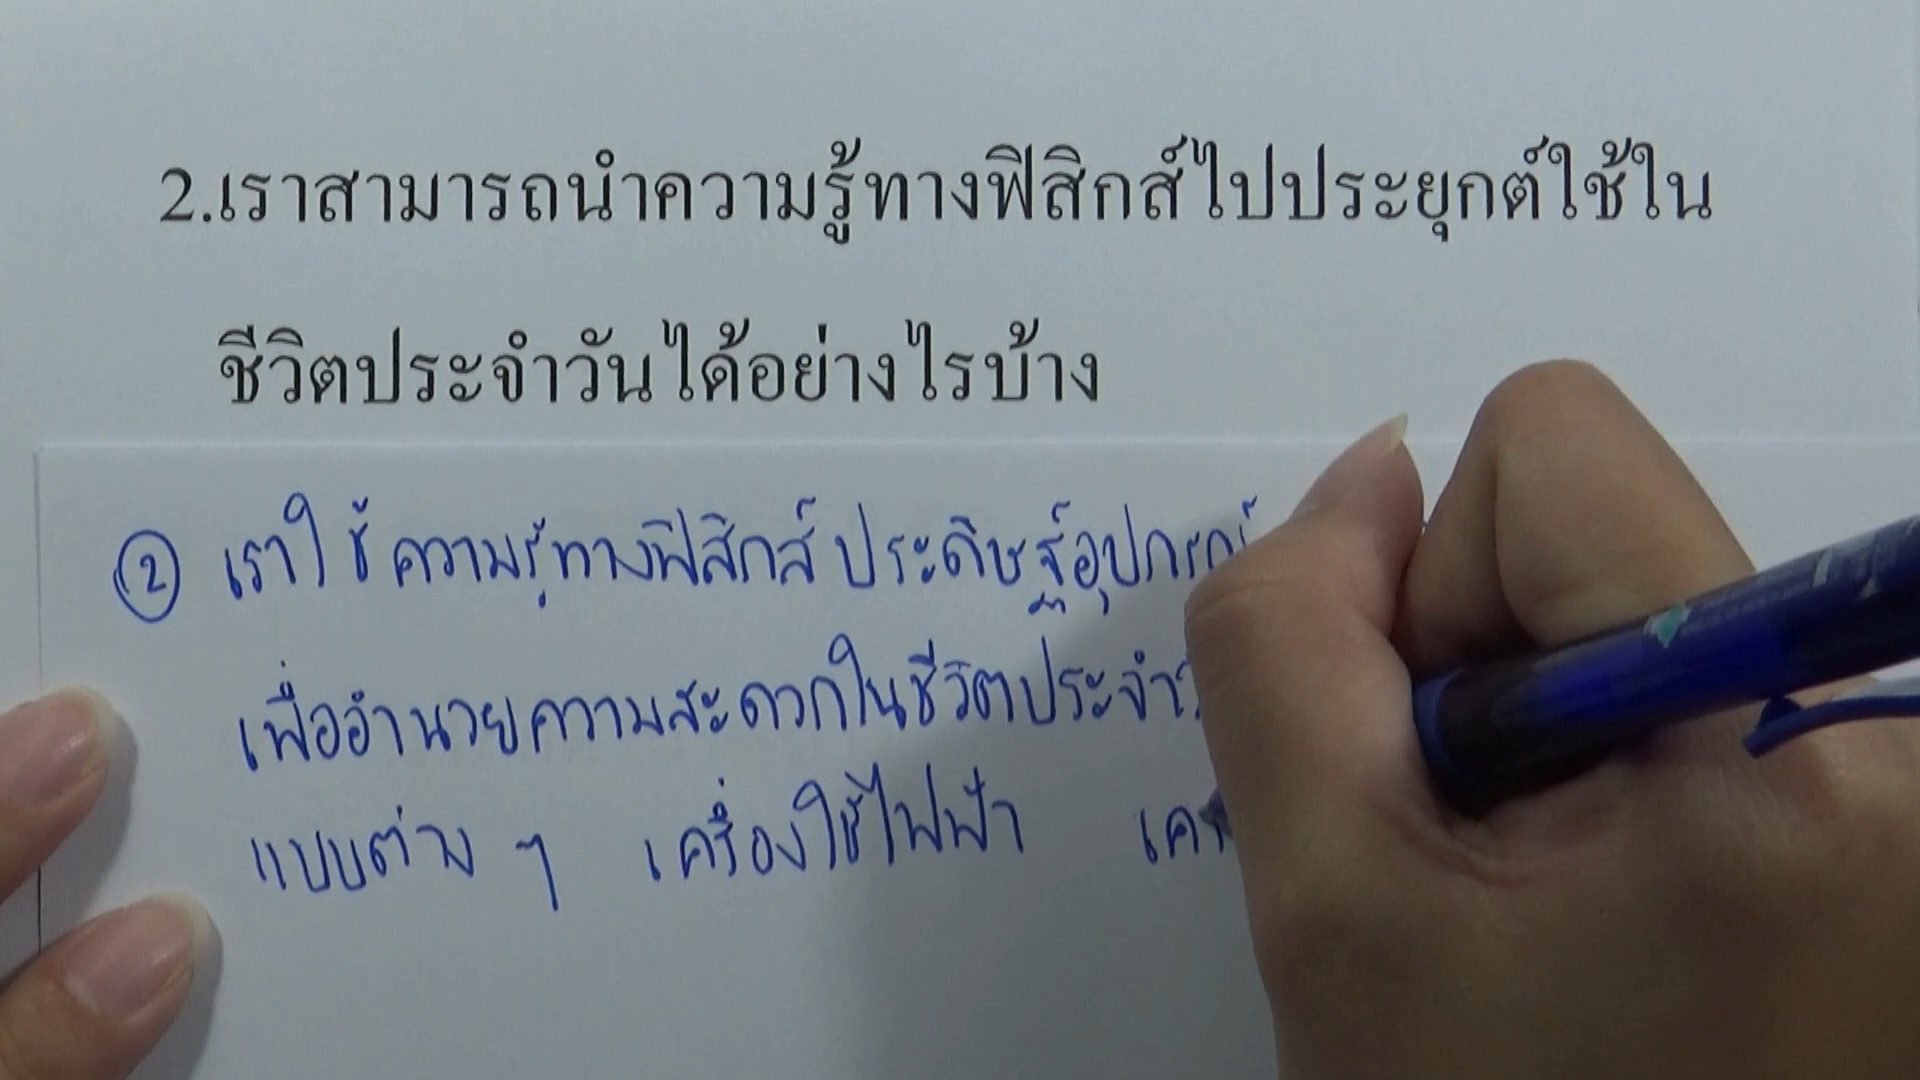 2.เราสามารถนำความรู้ทางฟิสิกส์ไปประยุกต์ใช้ใน
ชีวิตประจำวันได้อย่างไรบ้าง
② เราใช้ความรู้ทางฟิสิกส์ ประดิษฐ์อุปกรณ์
เพื่ออำนวยความสะดวกในชีวิตประจำ
แบบต่าง ๆ เครื่องใช้ไฟฟ้า